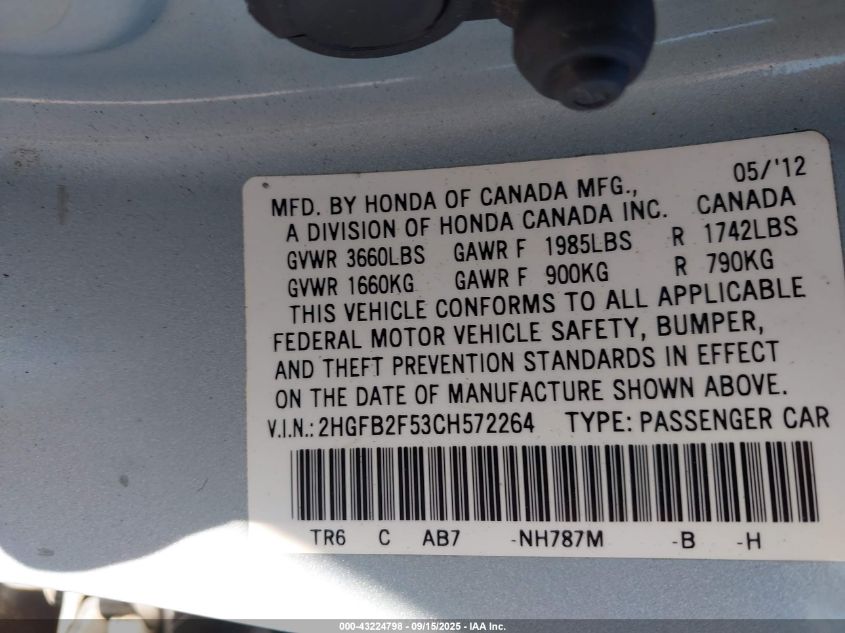 05/'12
MFD. BY HONDA OF CANADA MFG.,
A DIVISION OF HONDA CANADA INC. CANADA
GVWR 3660LBS GAWR F 1985LBS R 1742LBS
GVWR 1660KG GAWR F 900KG R 790KG
THIS VEHICLE CONFORMS TO ALL APPLICABLE
FEDERAL MOTOR VEHICLE SAFETY, BUMPER,
AND THEFT PREVENTION STANDARDS IN EFFECT
ON THE DATE OF MANUFACTURE SHOWN ABOVE.
V.I.N.: 2HGFB2F53CH572264 TYPE: PASSENGER CAR
TR6 C AB7 -NH787M -B -H
000-43224798 - 09/15/2025 - IAA Inc.